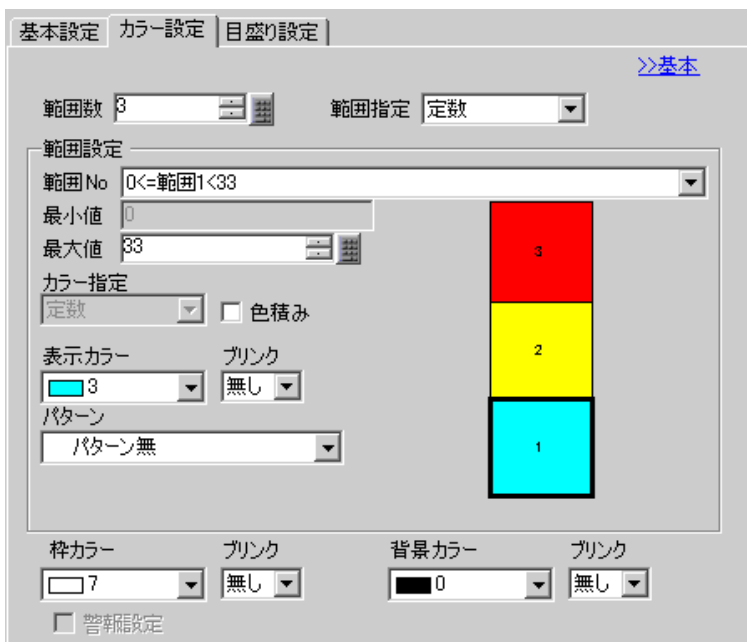 基本設定 カラー設定 目盛り設定
>>基本
範囲数 3 範囲指定 定数
範囲設定
範囲No 0<=範囲1<33
最小値 0
最大値 33
カラー指定
定数 色積み
表示カラー ブリンク
3 無し
パターン
パターン無
3
2
1
枠カラー ブリンク 背景カラー ブリンク
7 無し 0 無し
警報設定